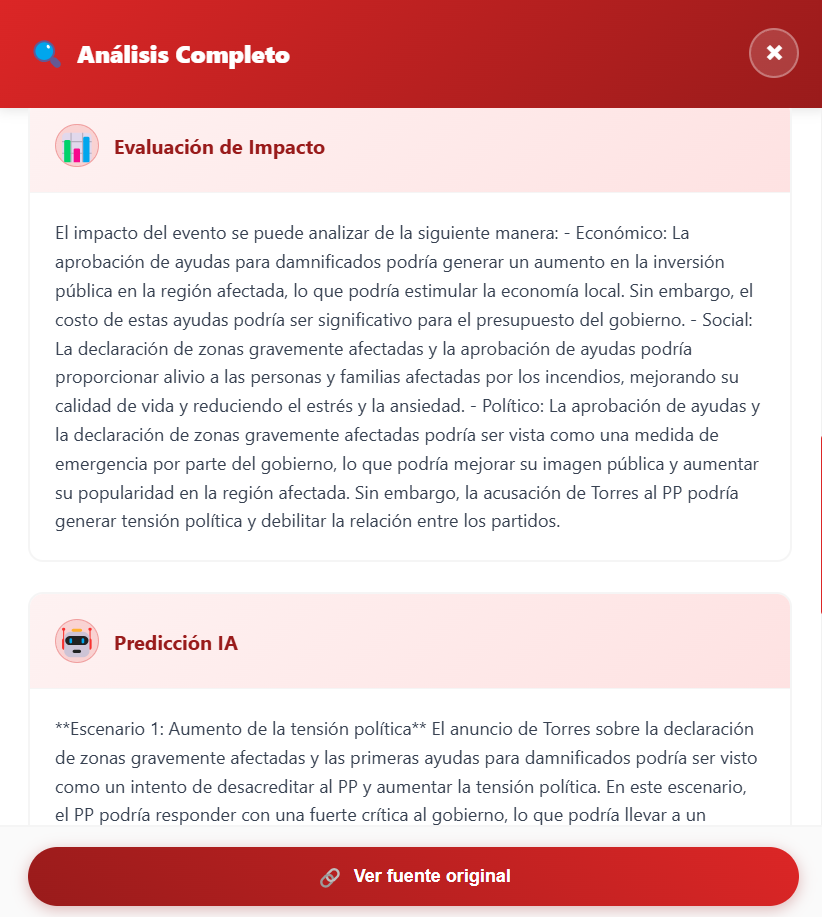 Análisis Completo
Evaluación de Impacto
El impacto del evento se puede analizar de la siguiente manera: - Económico: La
aprobación de ayudas para damnificados podría generar un aumento en la inversión
pública en la región afectada, lo que podría estimular la economía local. Sin embargo, el
costo de estas ayudas podría ser significativo para el presupuesto del gobierno. - Social:
La declaración de zonas gravemente afectadas y la aprobación de ayudas podría
proporcionar alivio a las personas y familias afectadas por los incendios, mejorando su
calidad de vida y reduciendo el estrés y la ansiedad. - Político: La aprobación de ayudas y
la declaración de zonas gravemente afectadas podría ser vista como una medida de
emergencia por parte del gobierno, lo que podría mejorar su imagen pública y aumentar
su popularidad en la región afectada. Sin embargo, la acusación de Torres al PP podría
generar tensión política y debilitar la relación entre los partidos.
Predicción IA
**Escenario 1: Aumento de la tensión política** El anuncio de Torres sobre la declaración
de zonas gravemente afectadas y las primeras ayudas para damnificados podría ser visto
como un intento de desacreditar al PP y aumentar la tensión política. En este escenario,
el PP podría responder con una fuerte crítica al gobierno, lo que podría llevar a un
Ver fuente original